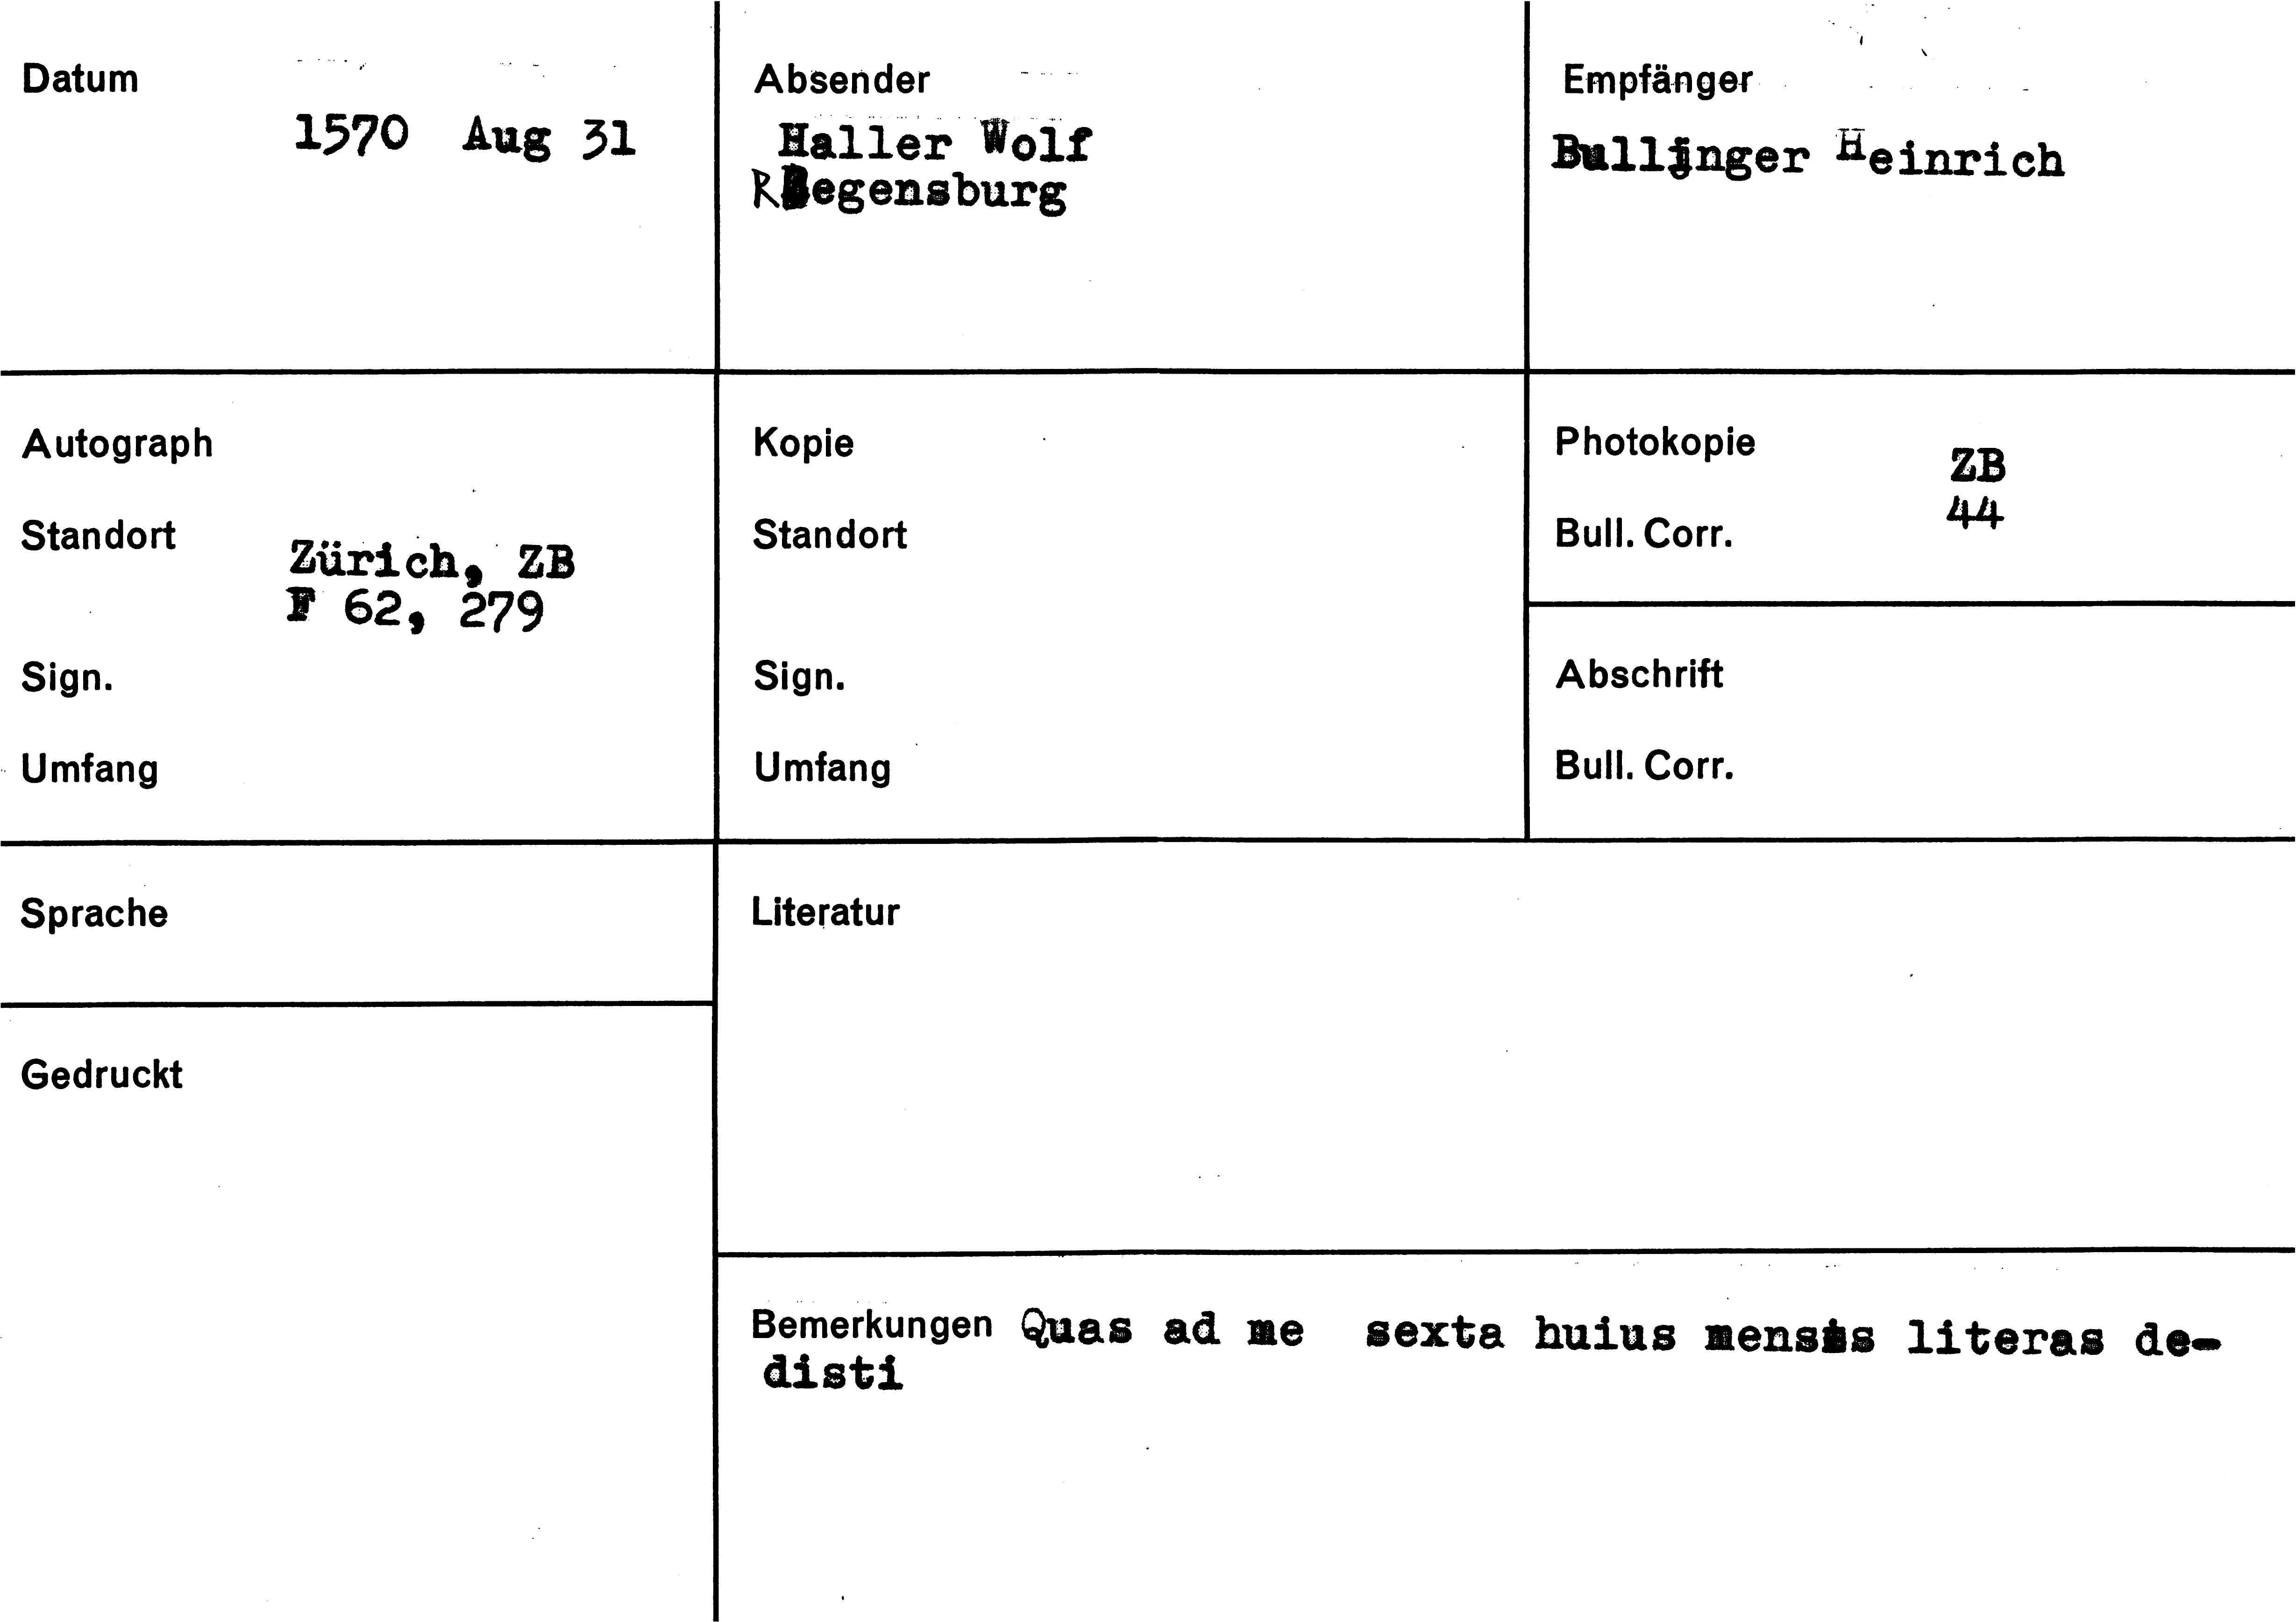 Datum
1570 Aug 31
Absender
Haller Wolf
Regensburg
Empfänger
Bullinger Heinrich
Autograph
Standort
Zürich, ZB
F 62, 279
Sign.
Umfang
Kopie
Standort
Sign.
Umfang
Photokopie
ZB
Bull. Corr.
44
Abschrift
Bull. Corr.
Sprache
Gedruckt
Literatur
Bemerkungen Quas ad me sexta huius mensis literas de-
disti